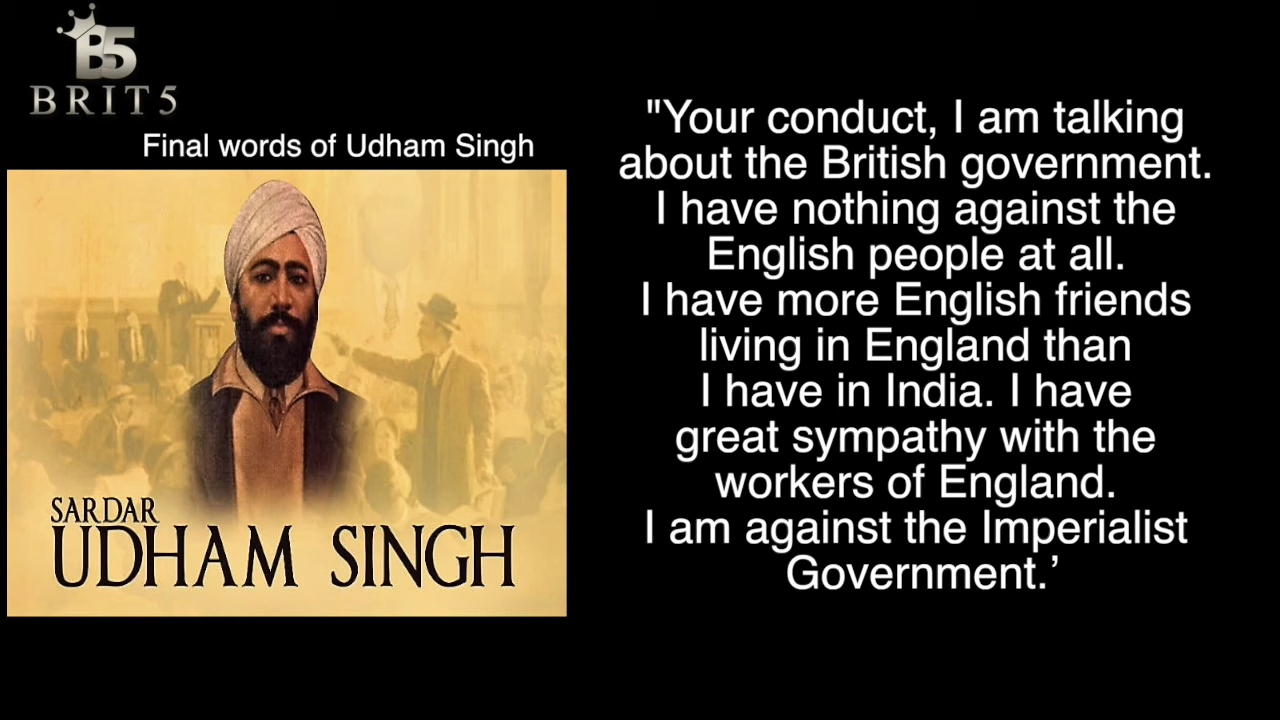 B5
BRIT5
Final words of Udham Singh
SARDAR
UDHAM SINGH
"Your conduct, I am talking
about the British government.
I have nothing against the
English people at all.
I have more English friends
living in England than
I have in India. I have
great sympathy with the
workers of England.
I am against the Imperialist
Government.’